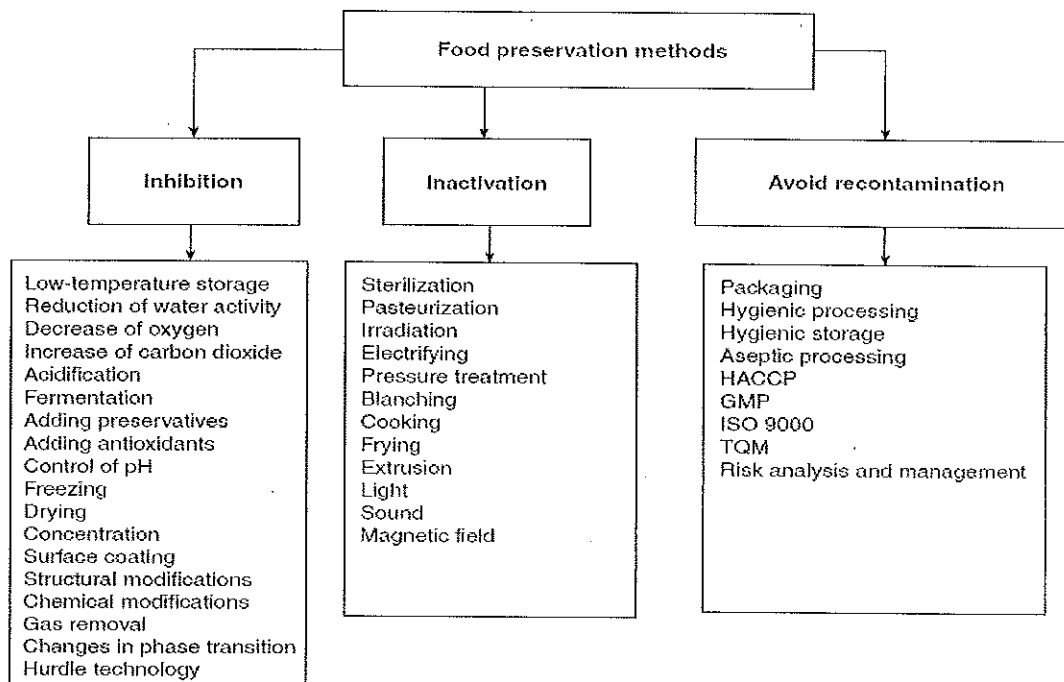 Food preservation methods
Inhibition
Inactivation
Avoid recontamination
Low-temperature storage
Reduction of water activity
Decrease of oxygen
Increase of carbon dioxide
Acidification
Fermentation
Adding preservatives
Adding antioxidants
Control of pH
Freezing
Drying
Concentration
Surface coating
Structural modifications
Chemical modifications
Gas removal
Changes in phase transition
Hurdle technology
Sterilization
Pasteurization
Irradiation
Electrifying
Pressure treatment
Blanching
Cooking
Frying
Extrusion
Light
Sound
Magnetic field
Packaging
Hygienic processing
Hygienic storage
Aseptic processing
HACCP
GMP
ISO 9000
TQM
Risk analysis and management